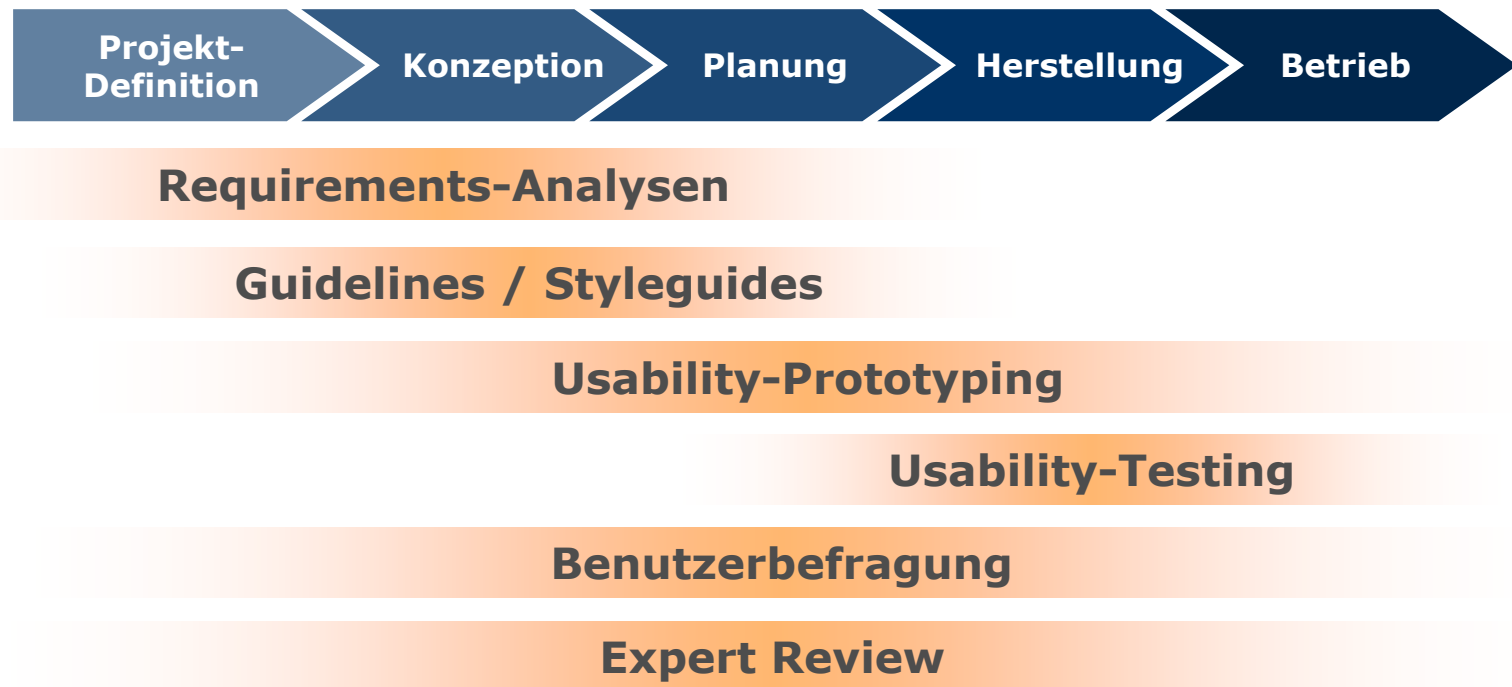 Projekt-
Definition
Konzeption
Planung
Herstellung
Betrieb
Requirements-Analysen
Guidelines / Styleguides
Usability-Prototyping
Usability-Testing
Benutzerbefragung
Expert Review